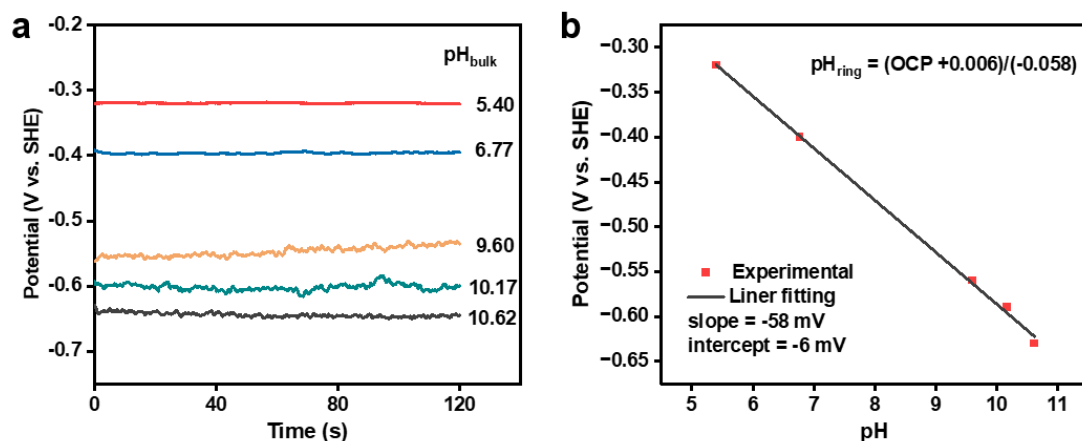 a
-0.2
-0.3
-0.4
-0.5
-0.6
-0.7
Potential (V vs. SHE)
pHbulk
5.40
6.77
9.60
10.17
10.62
0
40
80
120
Time (s)
b
−0.30
−0.35
−0.40
−0.45
−0.50
−0.55
−0.60
−0.65
Potential (V vs. SHE)
pHring = (OCP +0.006)/(-0.058)
Experimental
Liner fitting
slope = -58 mV
intercept = -6 mV
5
6
7
8
9
10
11
pH